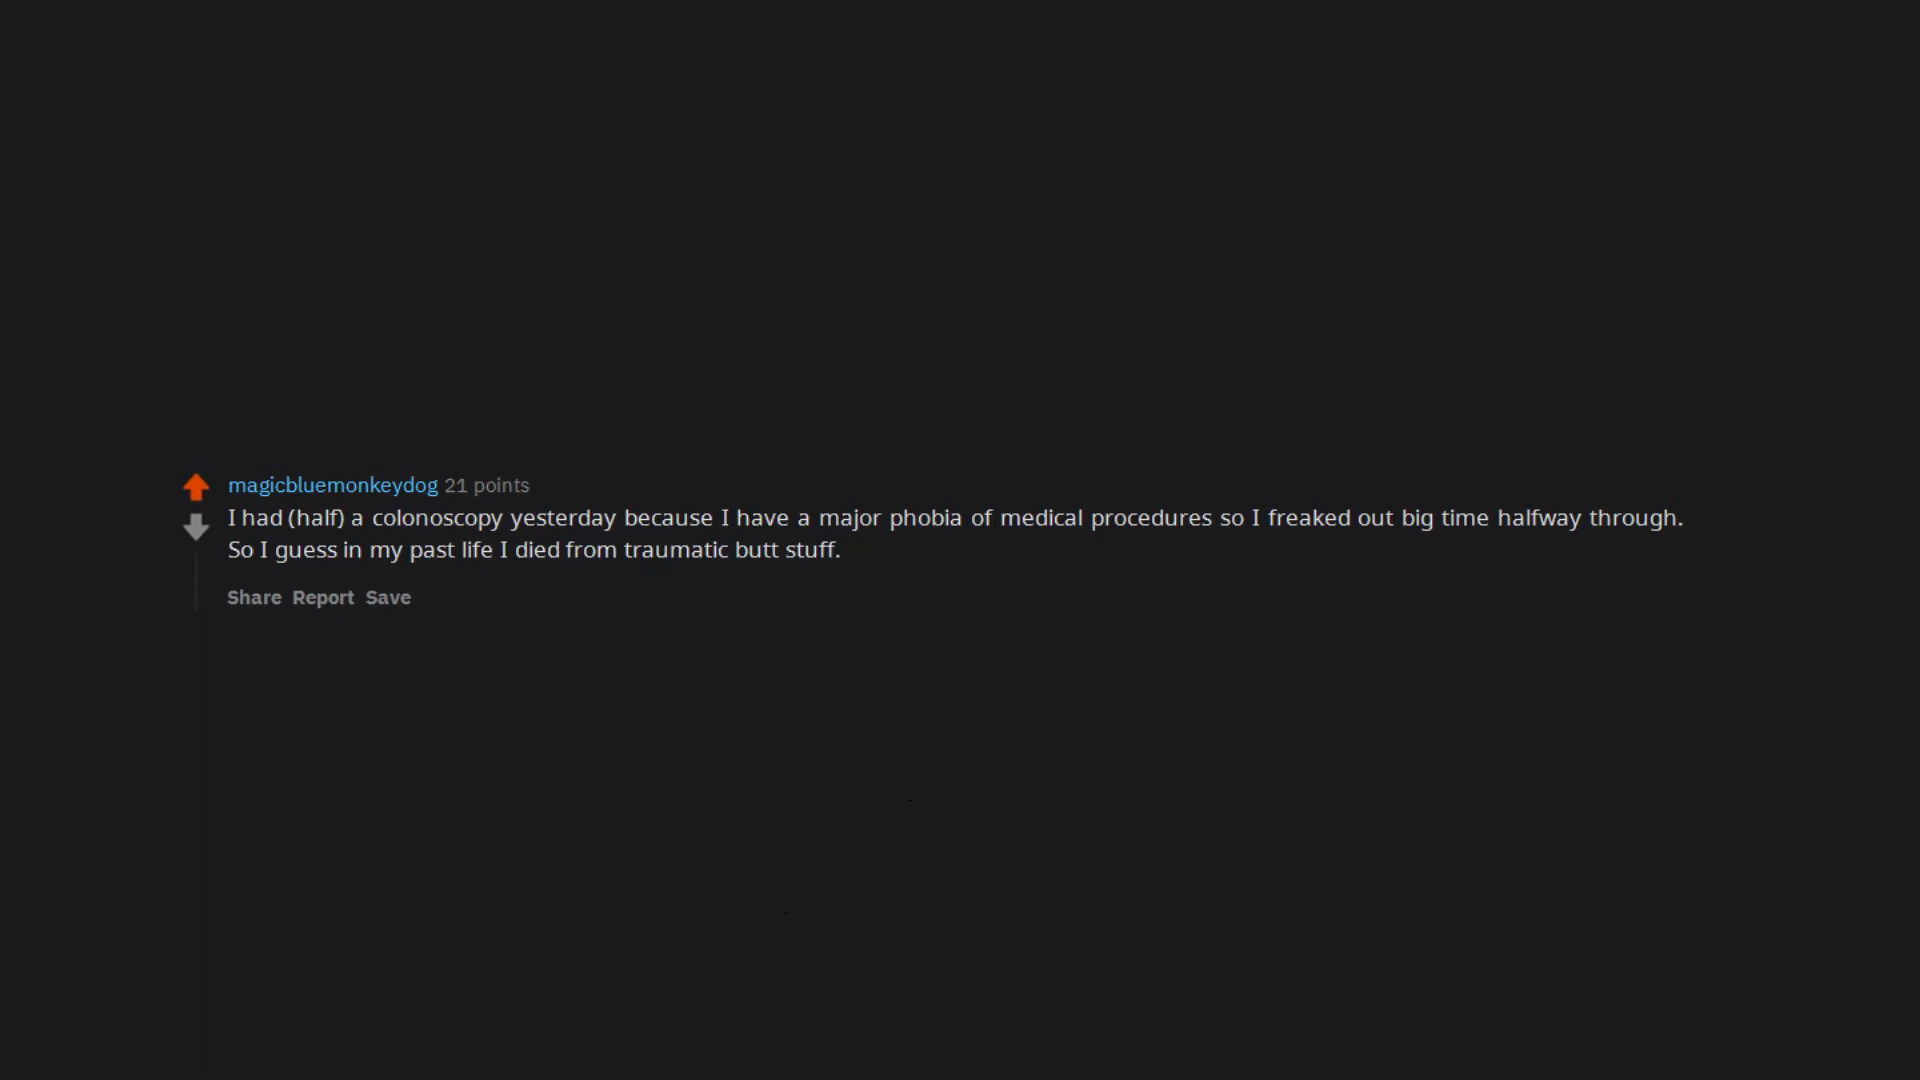 magicbluemonkeydog 21 points
I had (half) a colonoscopy yesterday because I have a major phobia of medical procedures so I freaked out big time halfway through.
So I guess in my past life I died from traumatic butt stuff.
Share Report Save